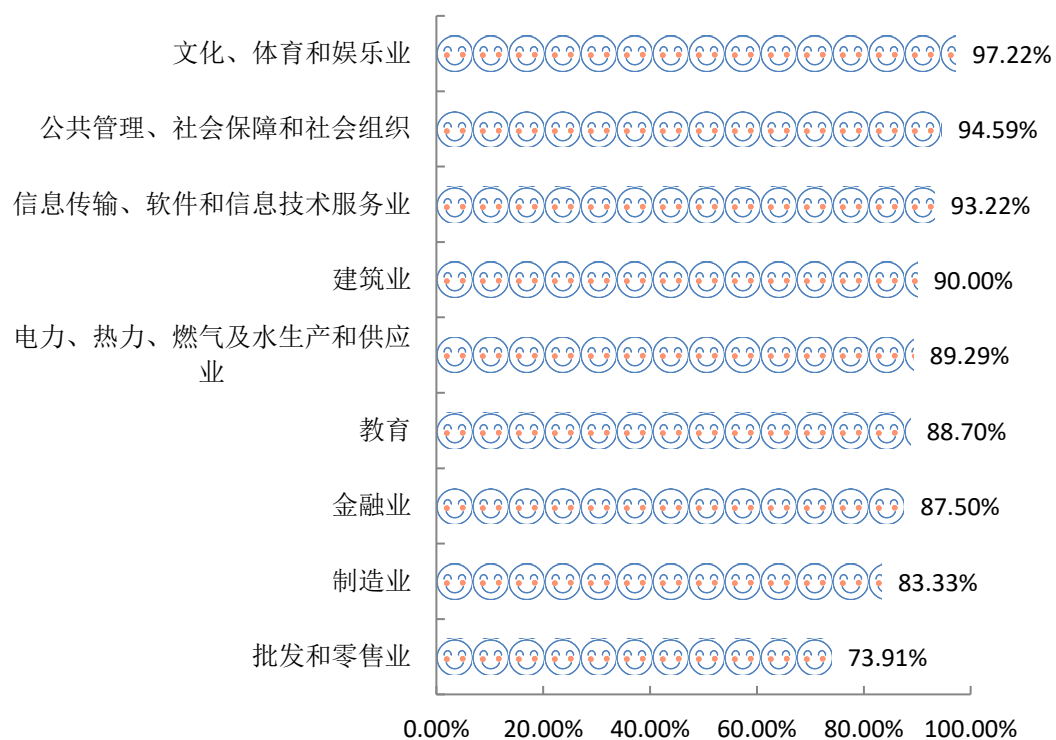 文化、体育和娱乐业
97.22%
公共管理、社会保障和社会组织
94.59%
信息传输、软件和信息技术服务业
93.22%
建筑业
90.00%
电力、热力、燃气及水生产和供应
业
89.29%
教育
88.70%
金融业
87.50%
制造业
83.33%
批发和零售业
73.91%
0.00% 20.00% 40.00% 60.00% 80.00% 100.00%